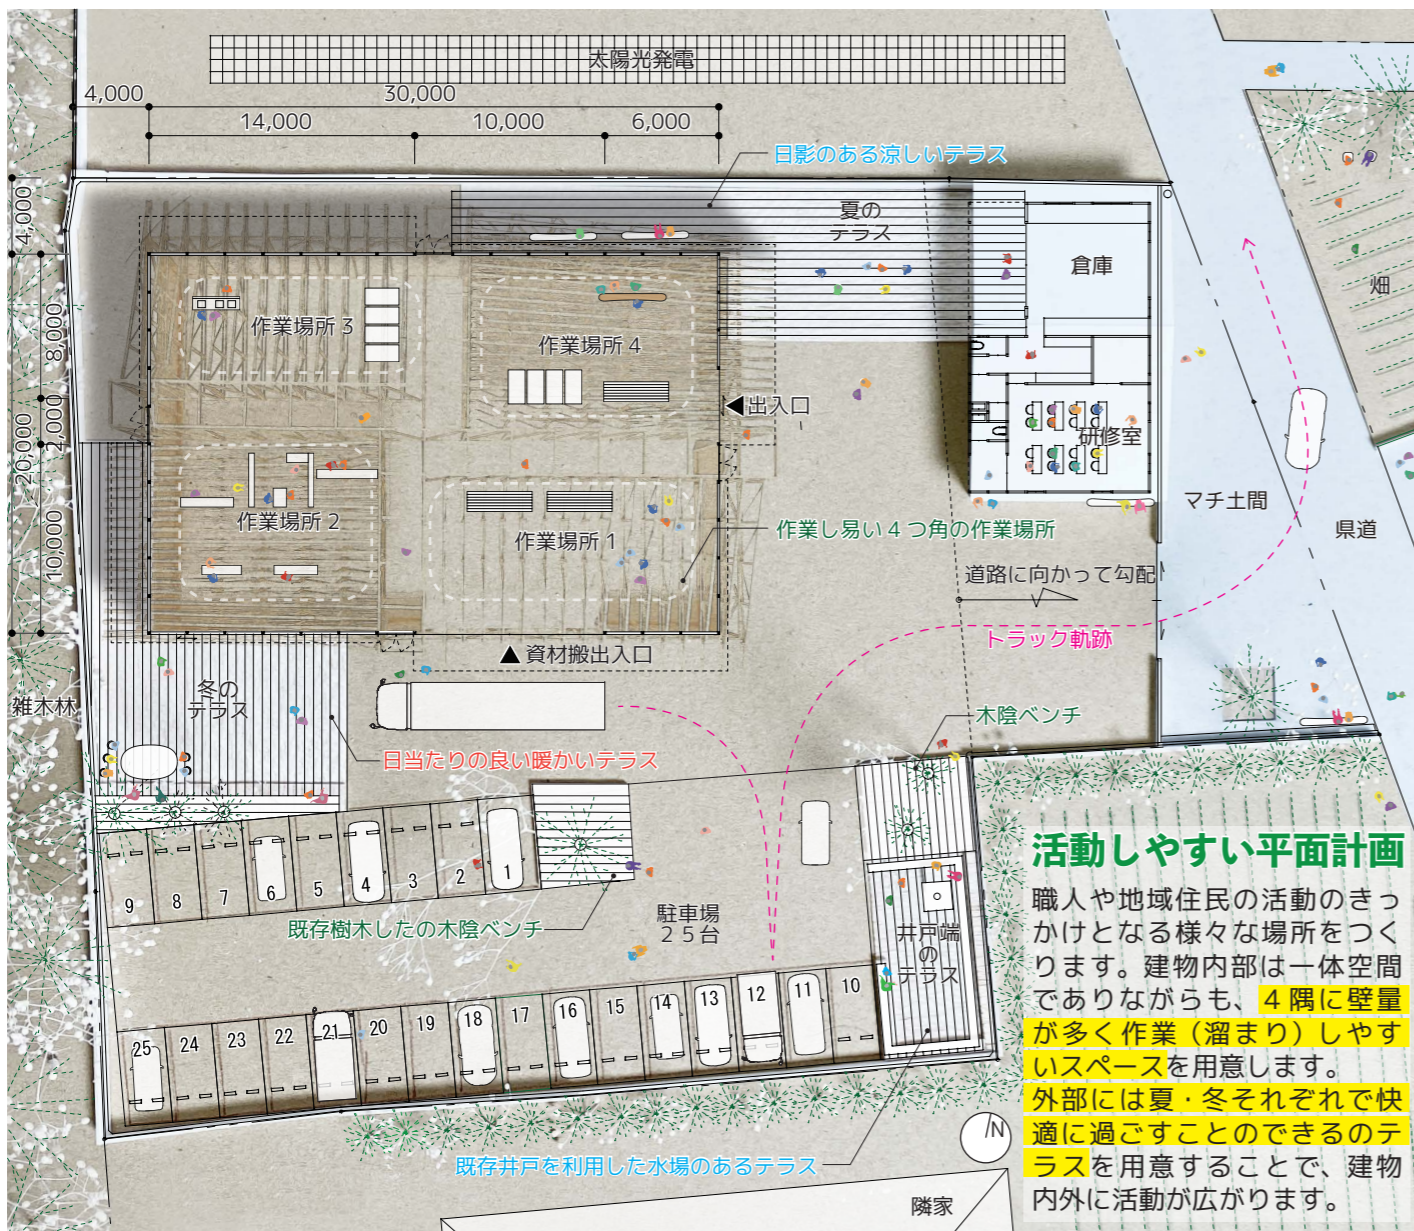 太陽光発電
4,000
30,000
14,000
10,000
6,000
日影のある涼しいテラス
4,000
8,000
2,000
20,000
10,000
夏の
テラス
倉庫
畑
作業場所 3
作業場所 4
出入口
研修室
マチ土間
県道
作業場所 2
作業場所 1
作業し易い 4 つ角の作業場所
道路に向かって勾配
トラック軌跡
資材搬出入口
雑木林
冬の
テラス
木陰ベンチ
日当たりの良い暖かいテラス
9
8
7
6
5
4
3
2
1
既存樹木したの木陰ベンチ
駐車場
25台
井戸端
の
テラス
25
24
23
22
21
20
19
18
17
16
15
14
13
12
11
10
N
既存井戸を利用した水場のあるテラス
隣家
活動しやすい平面計画
職人や地域住民の活動のきっ
かけとなる様々な場所をつく
ります。建物内部は一体空間
でありながらも、4 隅に壁量
が多く作業（溜まり）しやす
いスペースを用意します。
外部には夏・冬それぞれで快
適に過ごすことのできるのテ
ラスを用意することで、建物
内外に活動が広がります。